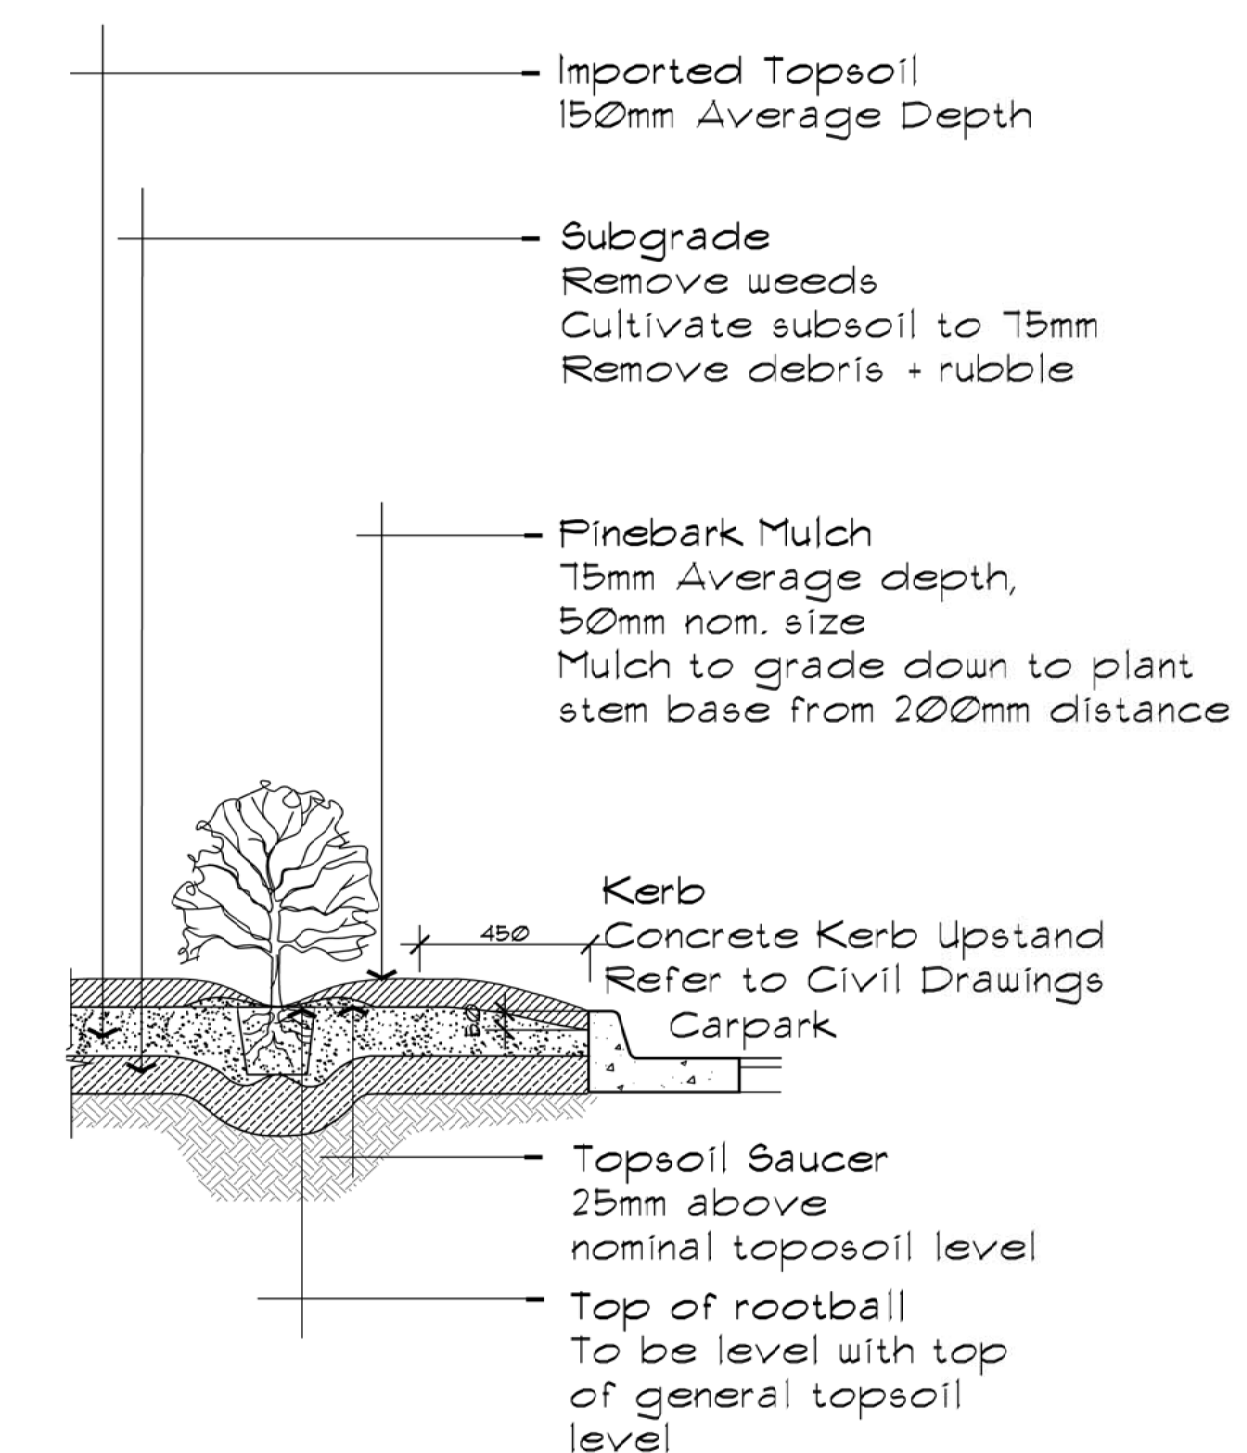 Imported Topsoil
150mm Average Depth
Subgrade
Remove weeds
Cultivate subsoil to 75mm
Remove debris + rubble
Pinebark Mulch
75mm Average depth,
50mm nom. size
Mulch to grade down to plant
stem base from 200mm distance
Kerb
450
Concrete Kerb Upstand
Refer to Civil Drawings
50
Carpark
Topsoil Saucer
25mm above
nominal toposoil level
Top of rootball
To be level with top
of general topsoil
level